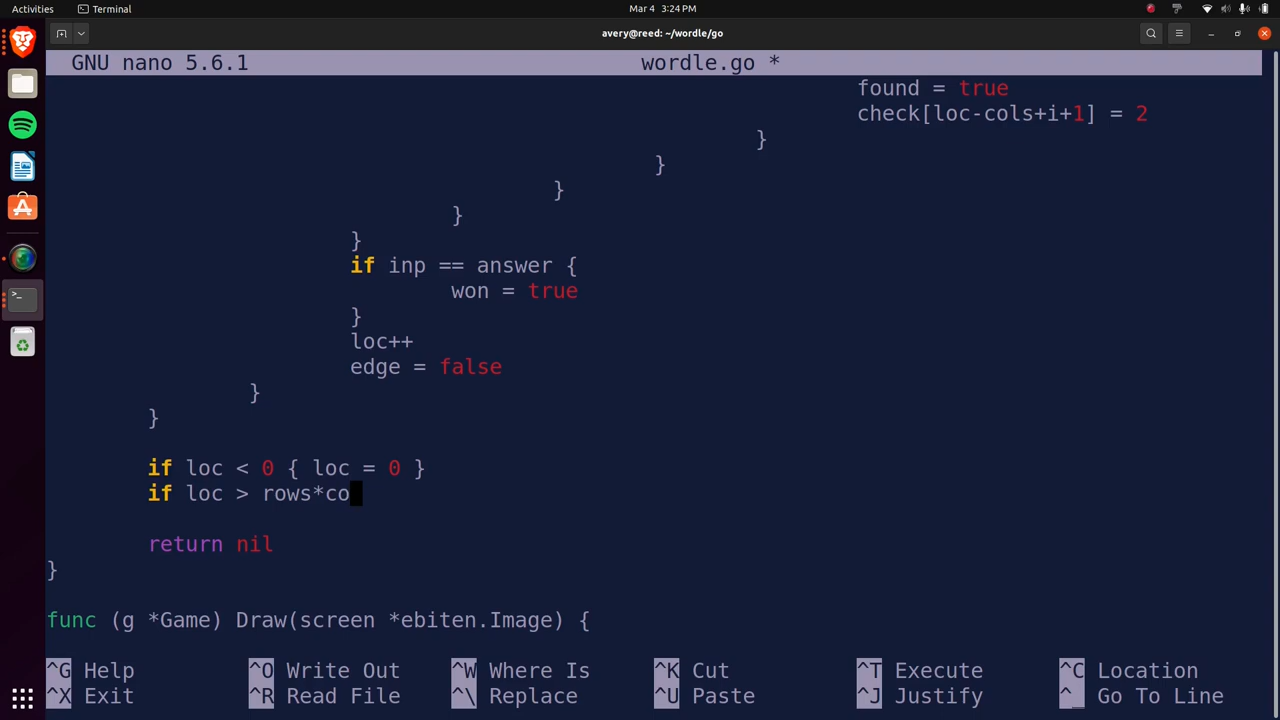 Activities
Terminal
Mar 4 3:24 PM
avery@reed: ~/wordle/go
GNU nano 5.6.1 wordle.go *
found = true
check[loc-cols+i+1] = 2
}
}
}
}
}
if inp == answer {
won = true
}
loc++
edge = false
}
}
if loc < 0 { loc = 0 }
if loc > rows*co
return nil
}
func (g *Game) Draw(screen *ebiten.Image) {
^G Help ^O Write Out ^W Where Is ^K Cut ^T Execute ^C Location
^X Exit ^R Read File ^\ Replace ^U Paste ^J Justify ^_ Go To Line